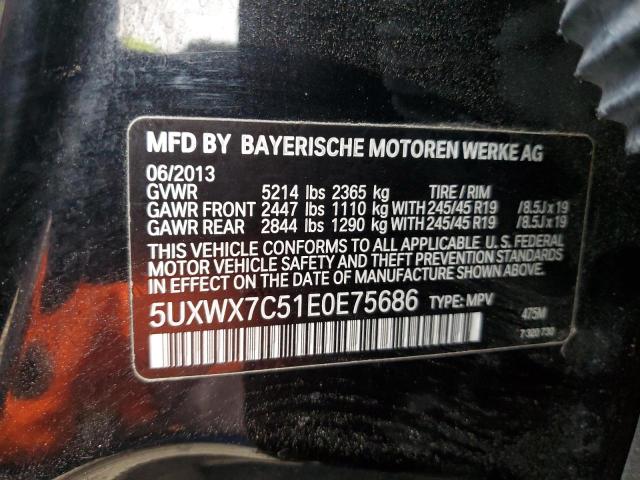 MFD BY BAYERISCHE MOTOREN WERKE AG
06/2013
GVWR 5214 lbs 2365 kg TIRE / RIM
GAWR FRONT 2447 lbs 1110 kg WITH 245/45 R19 /8.5J x 19
GAWR REAR 2844 lbs 1290 kg WITH 245/45 R19 /8.5J x 19
THIS VEHICLE CONFORMS TO ALL APPLICABLE U. S. FEDERAL
MOTOR VEHICLE SAFETY AND THEFT PREVENTION STANDARDS IN
EFFECT ON THE DATE OF MANUFACTURE SHOWN ABOVE.
5UXWX7C51E0E75686 TYPE: MPV 475M
7 320 730